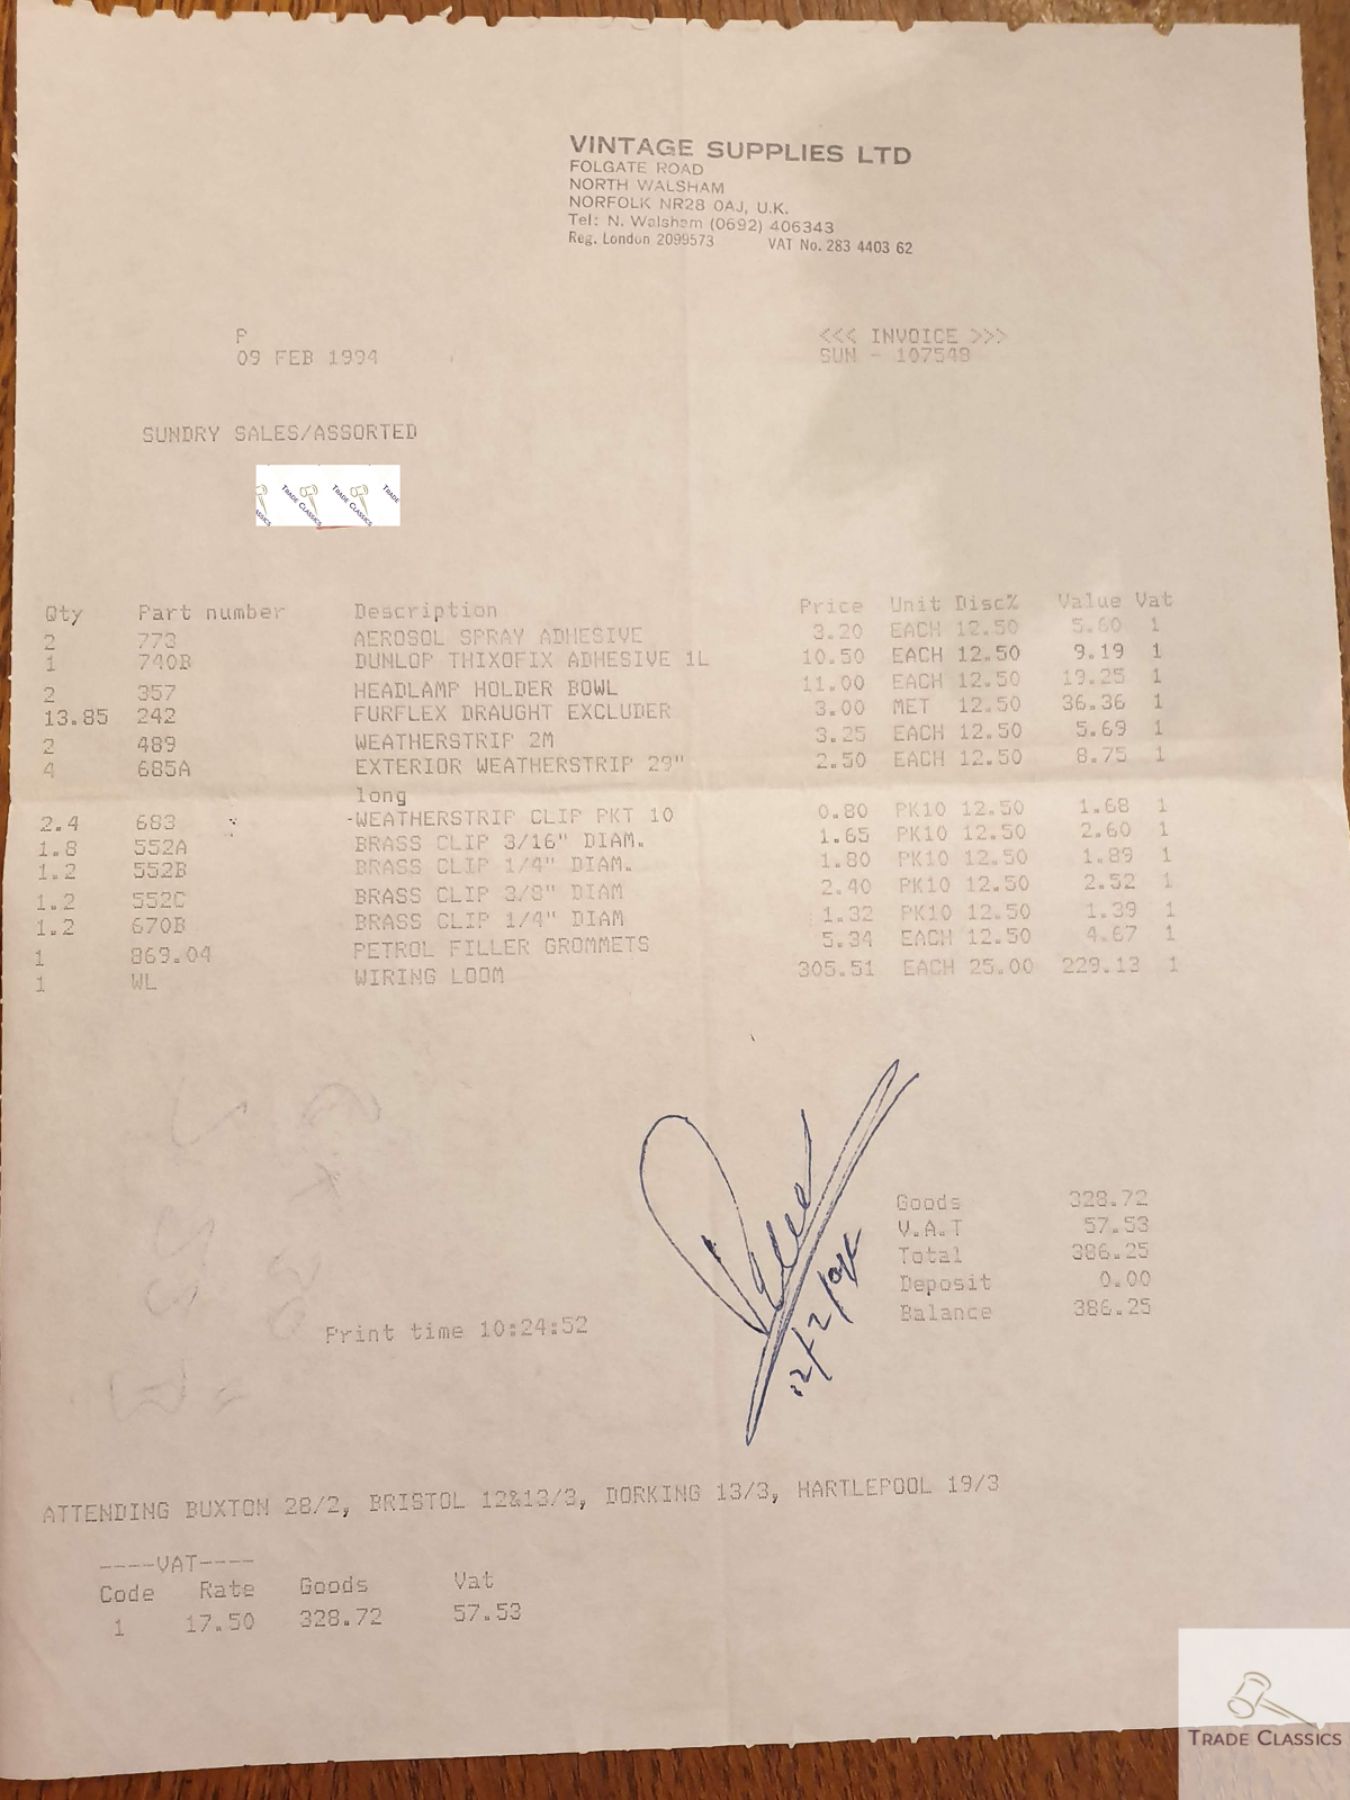 VINTAGE SUPPLIES LTD
FOLGATE ROAD
NORTH WALSHAM
NORFOLK NR28 0AJ, U.K.
Tel: N. Walsham (0692) 406343
Reg. London 2099573 VAT No. 283 4403 62
P <<< INVOICE >>>
09 FEB 1994 SUN - 107548
SUNDRY SALES/ASSORTED
TRADE CLASSICS TRADE CLASSICS TRADE
Qty Part number Description Price Unit Disc% Value Vat
2 773 AEROSOL SPRAY ADHESIVE 3.20 EACH 12.50 5.60 1
1 740B DUNLOP THIXOFIX ADHESIVE 1L 10.50 EACH 12.50 9.19 1
2 357 HEADLAMP HOLDER BOWL 11.00 EACH 12.50 19.25 1
13.85 242 FURFLEX DRAUGHT EXCLUDER 3.00 MET 12.50 36.36 1
2 489 WEATHERSTRIP 2M 3.25 EACH 12.50 5.69 1
4 685A EXTERIOR WEATHERSTRIP 29" 2.50 EACH 12.50 8.75 1
long
2.4 683 -WEATHERSTRIP CLIP PKT 10 0.80 PK10 12.50 1.68 1
1.8 552A BRASS CLIP 3/16" DIAM. 1.65 PK10 12.50 2.60 1
1.2 552B BRASS CLIP 1/4" DIAM. 1.80 PK10 12.50 1.89 1
1.2 552C BRASS CLIP 3/8" DIAM 2.40 PK10 12.50 2.52 1
1.2 670B BRASS CLIP 1/4" DIAM 1.32 PK10 12.50 1.39 1
1 869.04 PETROL FILLER GROMMETS 5.34 EACH 12.50 4.67 1
1 WL WIRING LOOM 305.51 EACH 25.00 229.13 1
Goods 328.72
V.A.T 57.53
Total 386.25
Deposit 0.00
Balance 386.25
Print time 10:24:52
ATTENDING BUXTON 28/2, BRISTOL 12&13/3, DORKING 13/3, HARTLEPOOL 19/3
----VAT----
Code Rate Goods Vat
1 17.50 328.72 57.53
TRADE CLASSICS